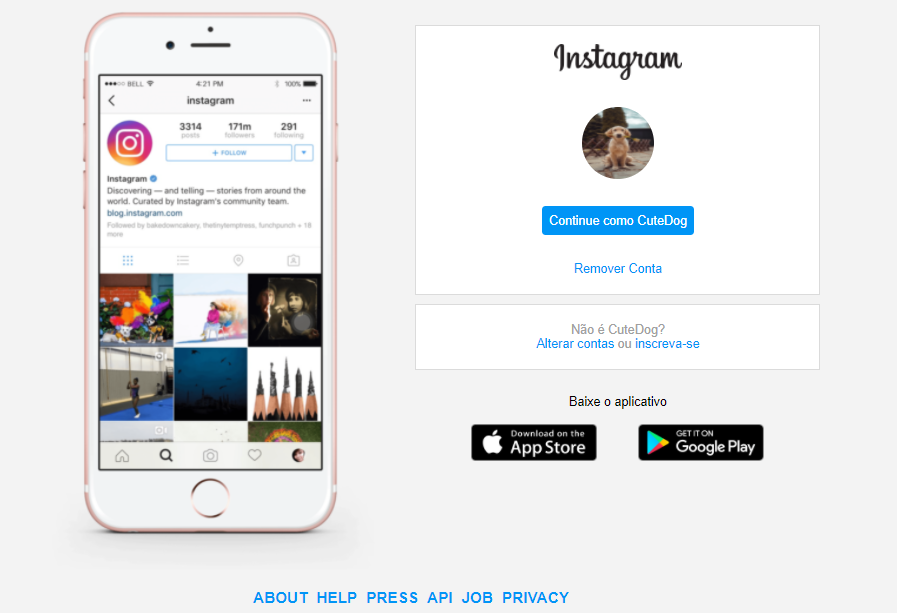 BELL 4:21 PM 100%
instagram
3314 171m 291
posts followers following
+ FOLLOW
Instagram
Discovering — and telling — stories from around the
world. Curated by Instagram's community team.
blog.instagram.com
Followed by bakedowncakery, thetinytemptress, funchpunch + 18
more
Instagram
Continue como CuteDog
Remover Conta
Não é CuteDog?
Alterar contas ou inscreva-se
Baixe o aplicativo
Download on the
App Store
GET IT ON
Google Play
ABOUT HELP PRESS API JOB PRIVACY